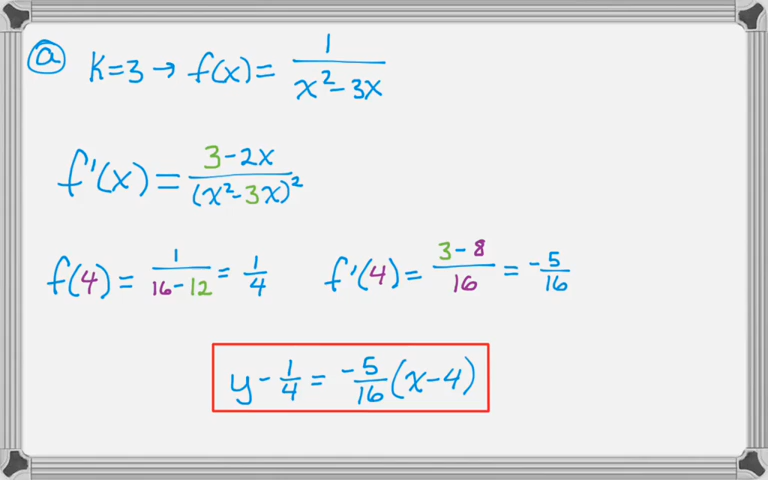 (a) K=3 → f(x) = 1/(x² - 3x)
f'(x) = (3-2x)/(x² - 3x)²
f(4) = 1/(16-12) = 1/4    f'(4) = (3-8)/16 = -5/16
y - 1/4 = -5/16 (x-4)